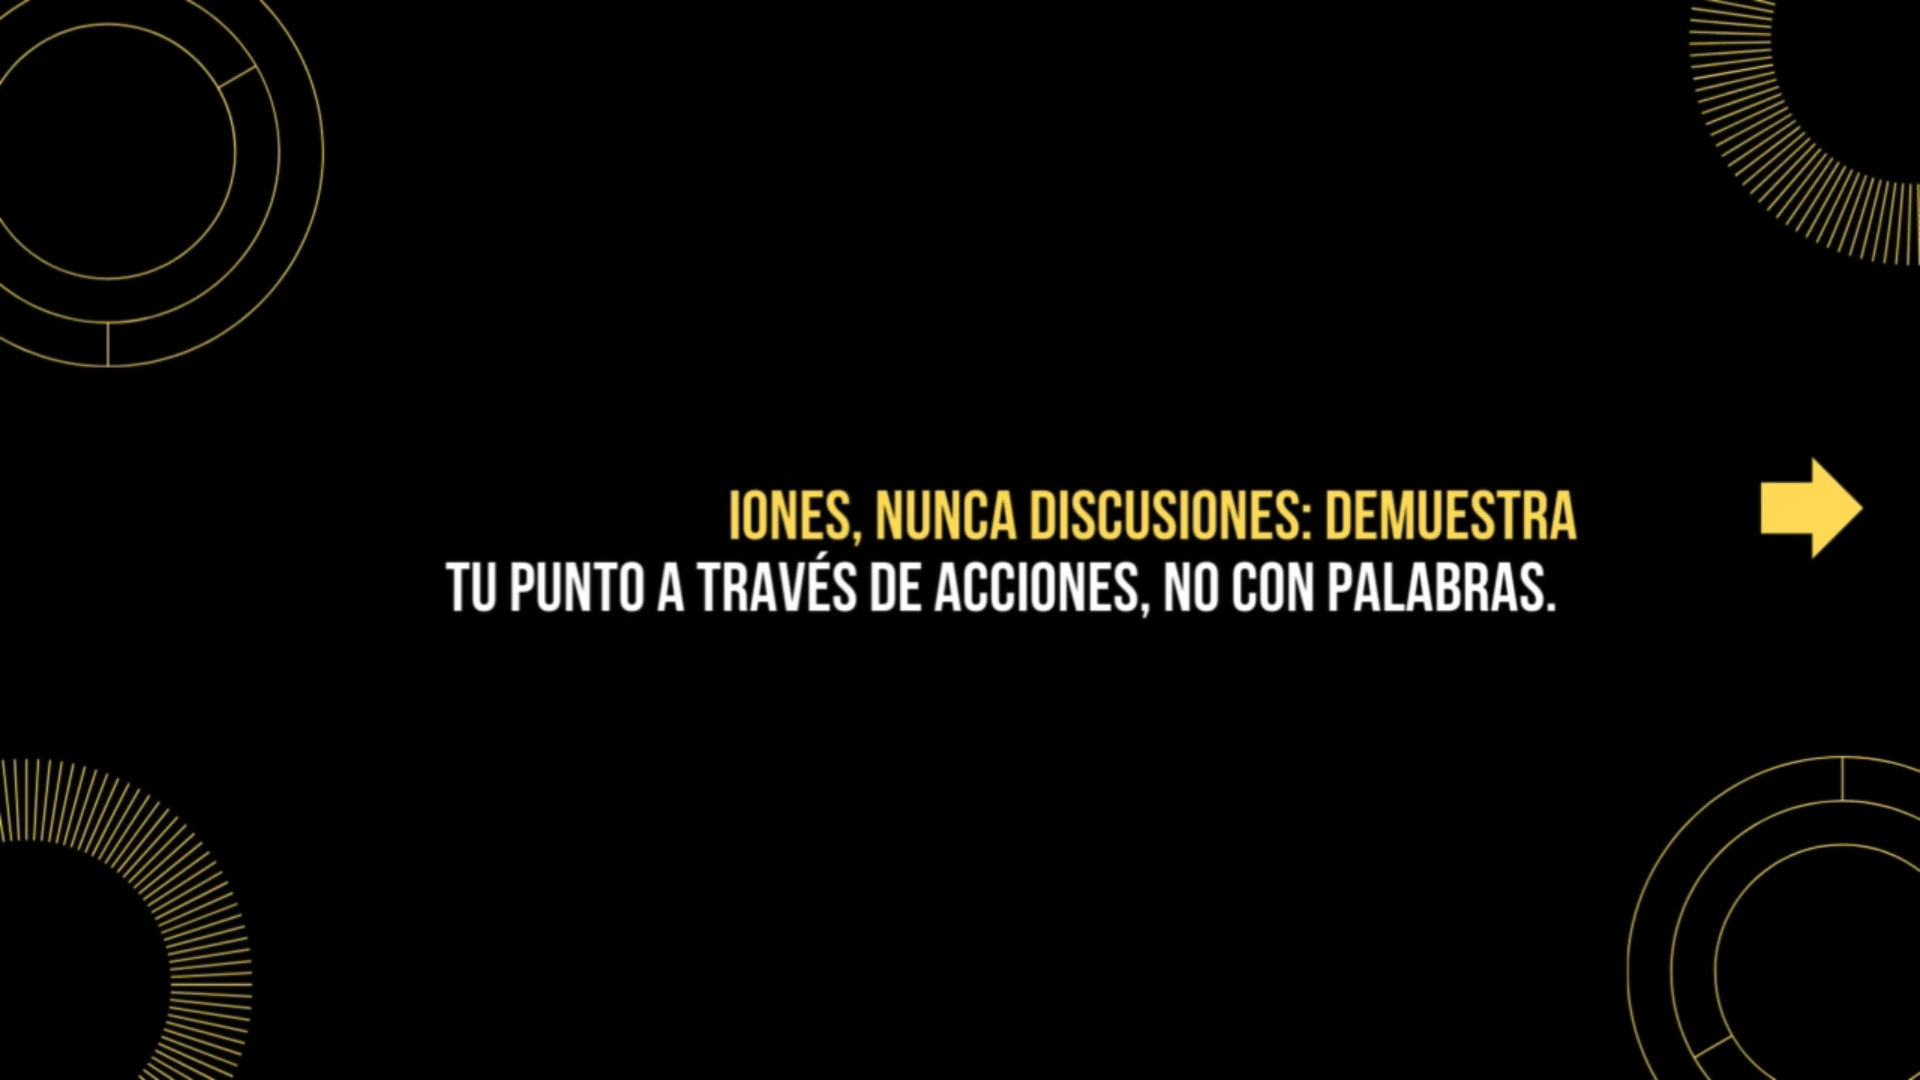 IONES, NUNCA DISCUSIONES: DEMUESTRA
TU PUNTO A TRAVÉS DE ACCIONES, NO CON PALABRAS.